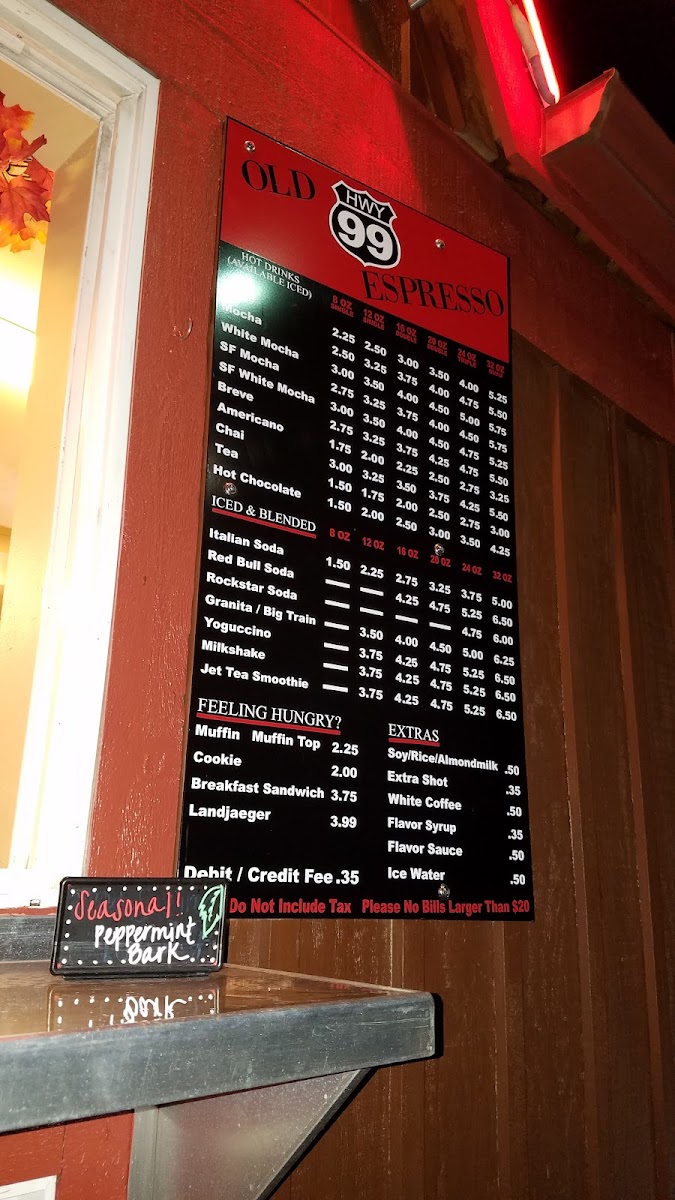 OLD
HWY
99
ESPRESSO
HOT DRINKS
(AVAILABLE ICED)
8 OZ SINGLE 12 OZ SINGLE 16 OZ DOUBLE 20 OZ DOUBLE 24 OZ TRIPLE 32 OZ QUAD
2.25 2.50 3.00 3.50 4.00 5.25
Mocha 2.50 3.25 3.75 4.00 4.75 5.50
White Mocha 3.00 3.50 4.00 4.50 5.00 5.75
SF Mocha 2.75 3.25 3.75 4.00
SF White Mocha 3.00 3.50 4.00 4.50 5.75
Breve 2.75 3.25 3.75 4.25 4.75 5.50
Americano 1.75 2.00 2.25 2.50 2.75 3.25
Chai 3.00 3.25 3.50 3.75 4.25 5.50
Tea 1.50 1.75 2.00 2.50 2.75 3.00
Hot Chocolate 1.50 2.00 2.50 3.00 3.50 4.25
ICED & BLENDED 8 OZ 12 OZ 16 OZ 20 OZ 24 OZ 32 OZ
Italian Soda 1.50 2.25 2.75 3.25 3.75 5.00
Red Bull Soda — — 4.25 4.75 5.25 6.50
Rockstar Soda — — — — 4.75 6.00
Granita / Big Train — 3.50 4.00 4.50 5.00 6.25
Yoguccino — 3.75 4.25 4.75 5.25 6.50
Milkshake — 3.75 4.25 4.75 5.25 6.50
Jet Tea Smoothie — 3.75 4.25 4.75 5.25 6.50
FEELING HUNGRY?
Muffin Muffin Top 2.25
Cookie 2.00
Breakfast Sandwich 3.75
Landjaeger 3.99
EXTRAS
Soy/Rice/Almondmilk .50
Extra Shot .35
White Coffee .50
Flavor Syrup .35
Flavor Sauce .50
Ice Water .50
Debit / Credit Fee .35
Do Not Include Tax Please No Bills Larger Than $20
Seasonal!
Peppermint
Bark